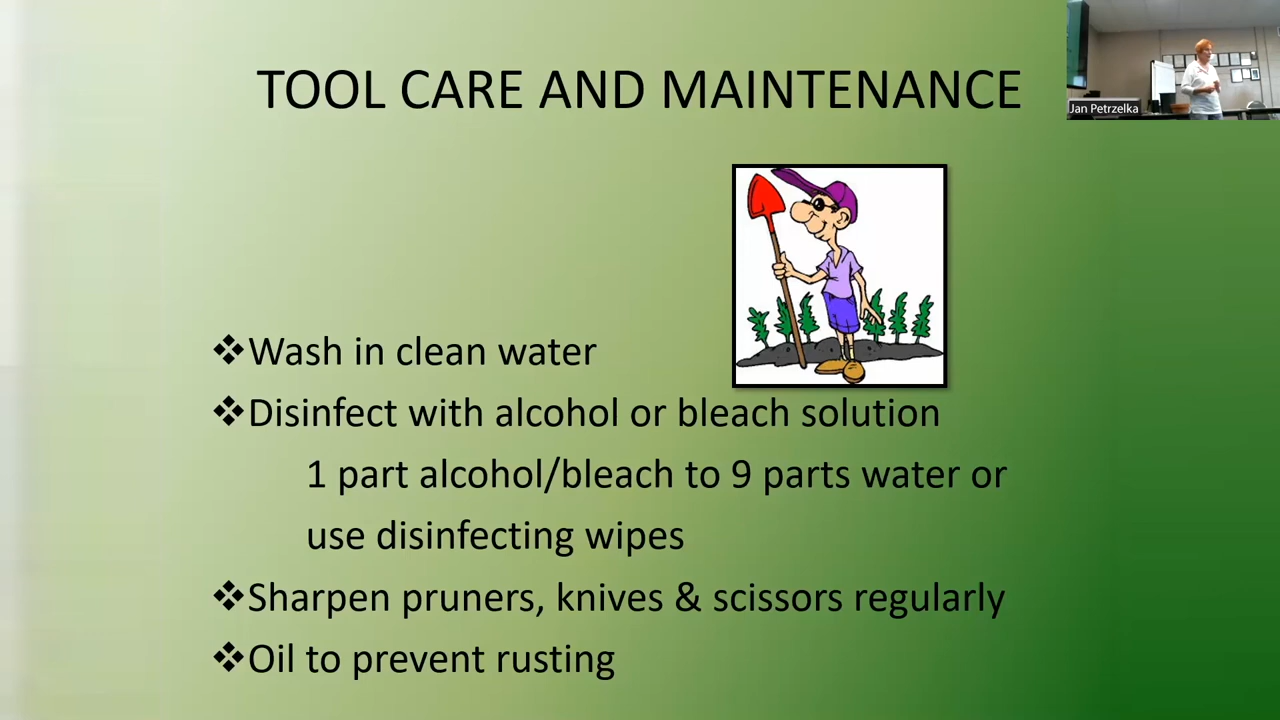 TOOL CARE AND MAINTENANCE
Jan Petrzelka
❖Wash in clean water
❖Disinfect with alcohol or bleach solution
1 part alcohol/bleach to 9 parts water or
use disinfecting wipes
❖Sharpen pruners, knives & scissors regularly
❖Oil to prevent rusting